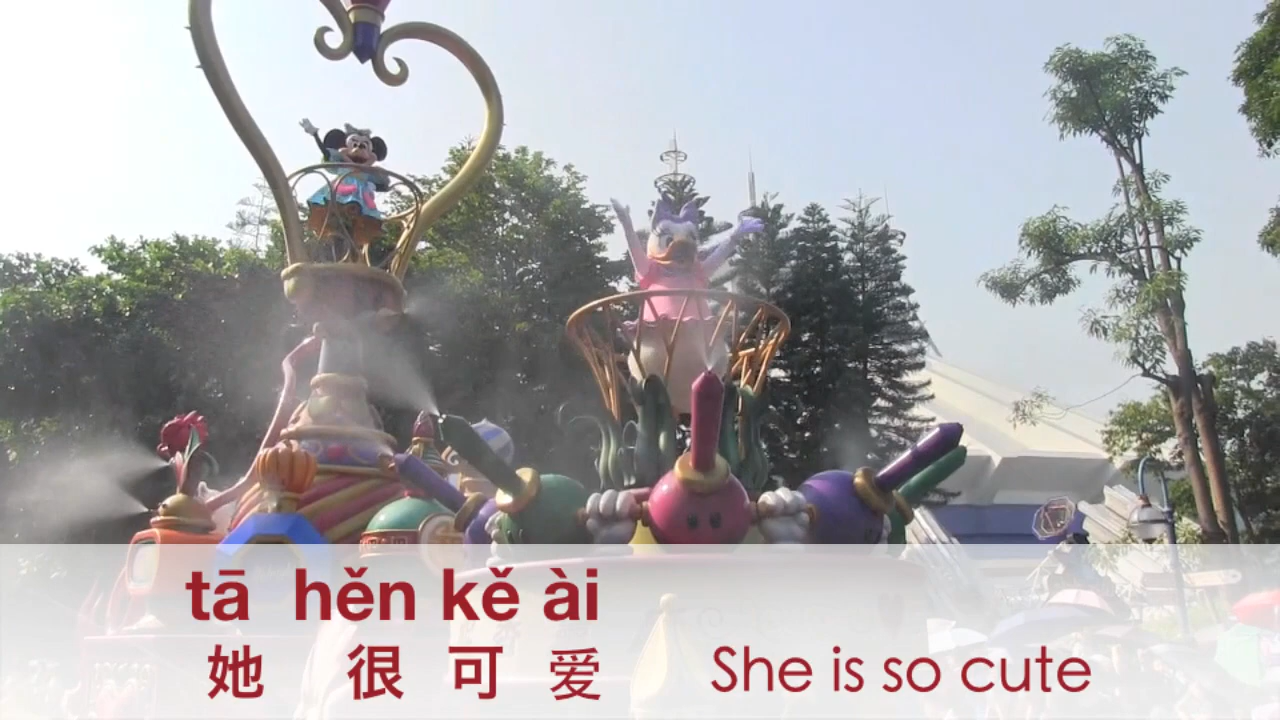 tā hěn kě ài
她 很 可 爱 She is so cute